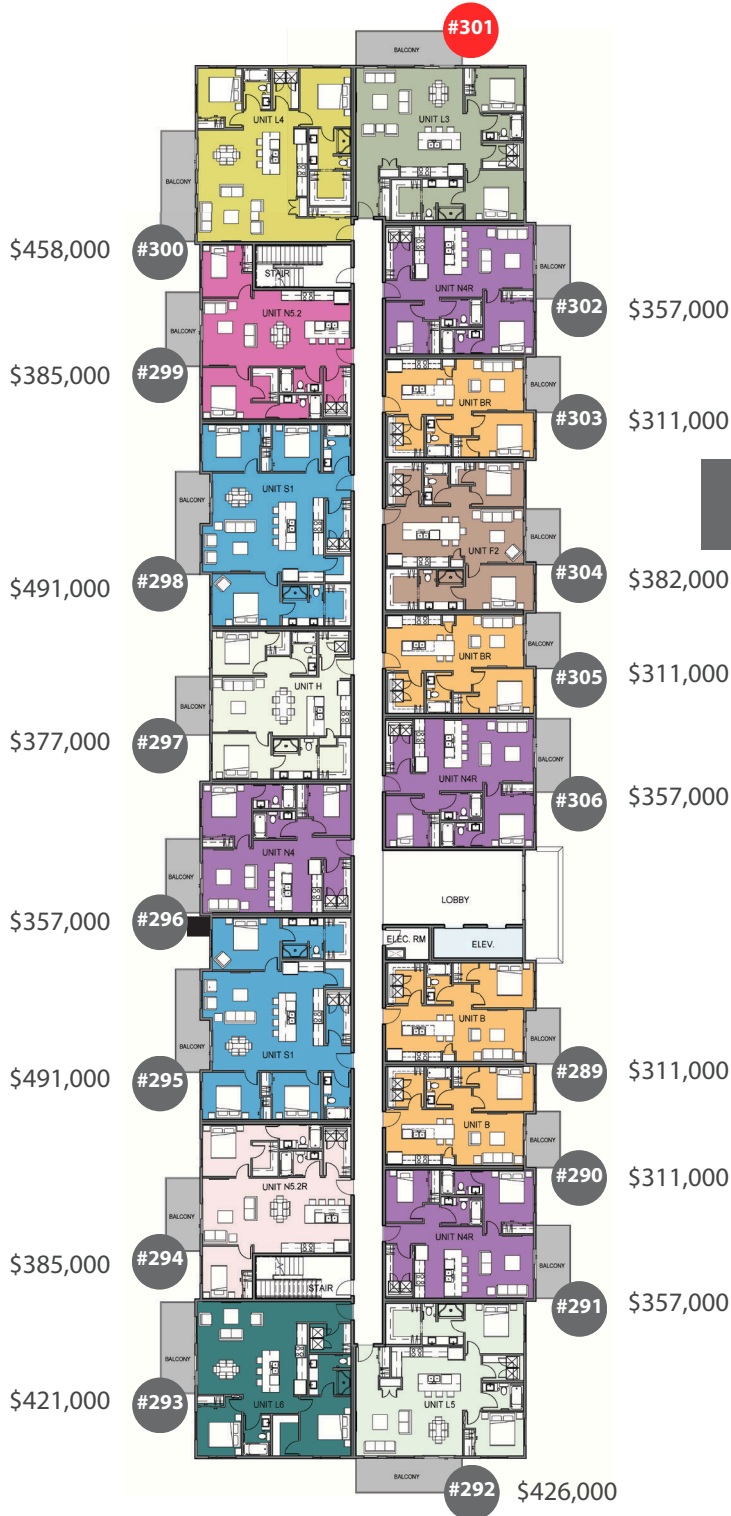 #301
BALCONY
UNIT L4
UNIT L3
BALCONY
$458,000
#300
STAIR
BALCONY
UNIT N4R
#302
$357,000
UNIT N5.2
BALCONY
$385,000
#299
BALCONY
UNIT BR
#303
$311,000
UNIT S1
BALCONY
$491,000
#298
BALCONY
UNIT F2
#304
$382,000
UNIT H
BALCONY
$377,000
#297
BALCONY
UNIT BR
#305
$311,000
UNIT N4R
BALCONY
#306
$357,000
UNIT N4
BALCONY
$357,000
#296
LOBBY
ELEC. RM
ELEV.
BALCONY
UNIT S1
$491,000
#295
UNIT B
BALCONY
#289
$311,000
UNIT B
BALCONY
#290
$311,000
UNIT N5.2R
BALCONY
$385,000
#294
STAIR
UNIT N4R
BALCONY
#291
$357,000
BALCONY
UNIT L6
$421,000
#293
UNIT L5
BALCONY
#292
$426,000